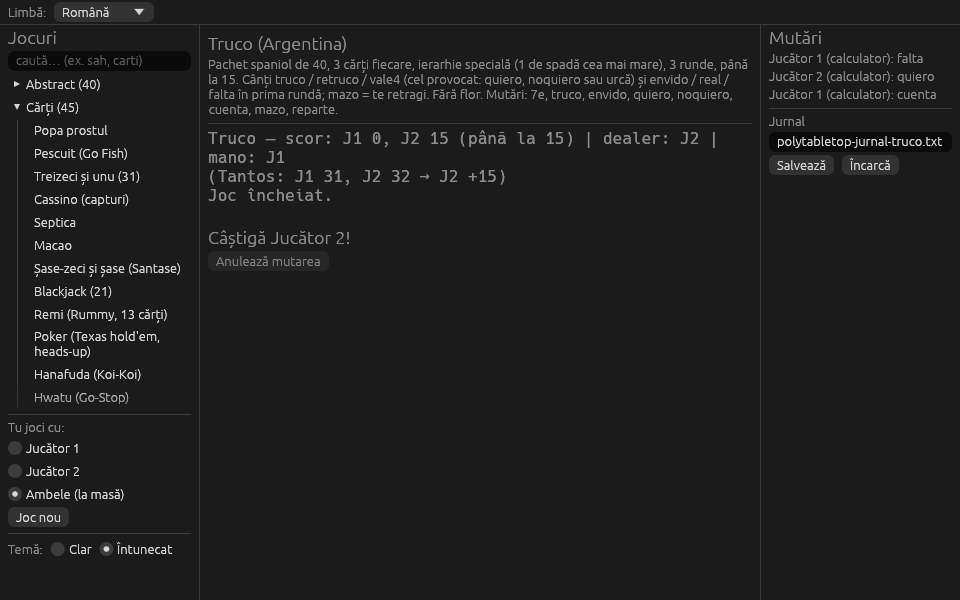 Limbă: Română
Jocuri
caută... (ex. sah, carti)
Abstract (40)
Cărți (45)
Popa prostul
Pescuit (Go Fish)
Treizeci și unu (31)
Cassino (capturi)
Septica
Macao
Șase-zeci și șase (Santase)
Blackjack (21)
Remi (Rummy, 13 cărți)
Poker (Texas hold'em,
heads-up)
Hanafuda (Koi-Koi)
Hwatu (Go-Stop)
Tu joci cu:
Jucător 1
Jucător 2
Ambele (la masă)
Joc nou
Temă: Clar Întunecat
Truco (Argentina)
Pachet spaniol de 40, 3 cărți fiecare, ierarhie specială (1 de spadă cea mai mare), 3 runde, până
la 15. Cânți truco / retruco / vale4 (cel provocat: quiero, noquiero sau urcă) și envido / real /
falta în prima rundă; mazo = te retragi. Fără flor. Mutări: 7e, truco, envido, quiero, noquiero,
cuenta, mazo, reparte.
Truco — scor: J1 0, J2 15 (până la 15) | dealer: J2 |
mano: J1
(Tantos: J1 31, J2 32 → J2 +15)
Joc încheiat.
Câștigă Jucător 2!
Anulează mutarea
Mutări
Jucător 1 (calculator): falta
Jucător 2 (calculator): quiero
Jucător 1 (calculator): cuenta
Jurnal
polytabletop-jurnal-truco.txt
Salvează Încarcă